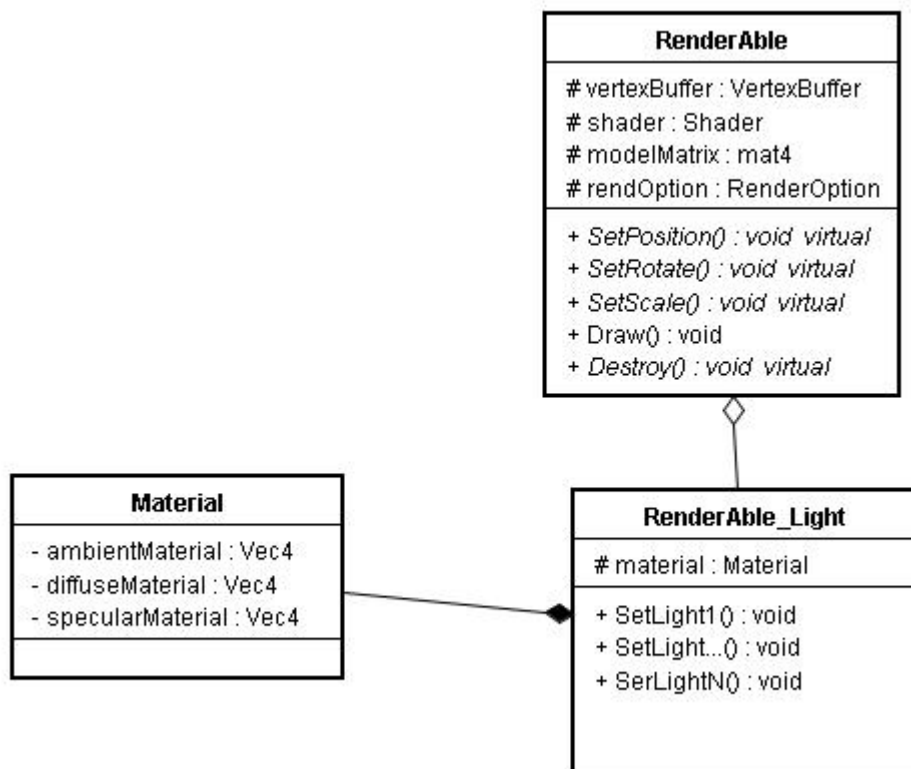 RenderAble
# vertexBuffer : VertexBuffer
# shader : Shader
# modelMatrix : mat4
# rendOption : RenderOption
+ SetPosition() : void virtual
+ SetRotate() : void virtual
+ SetScale() : void virtual
+ Draw() : void
+ Destroy() : void virtual
Material
- ambientMaterial : Vec4
- diffuseMaterial : Vec4
- specularMaterial : Vec4
RenderAble_Light
# material : Material
+ SetLight1() : void
+ SetLight...() : void
+ SerLightN() : void